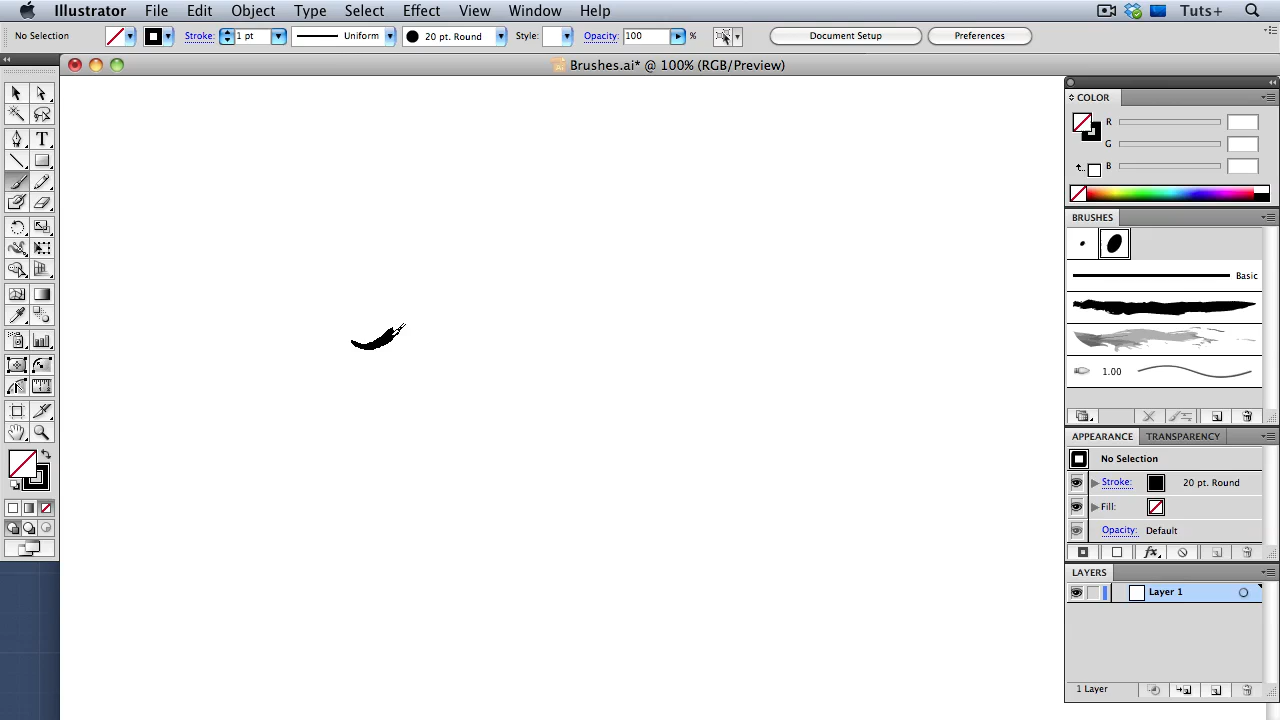 Illustrator File Edit Object Type Select Effect View Window Help Tuts+
No Selection Stroke: 1 pt Uniform 20 pt. Round Style: Opacity: 100 % Document Setup Preferences
Brushes.ai* @ 100% (RGB/Preview)
COLOR
R
G
B
BRUSHES
Basic
1.00
APPEARANCE TRANSPARENCY
No Selection
Stroke: 20 pt. Round
Fill:
Opacity: Default
fx
LAYERS
Layer 1
1 Layer